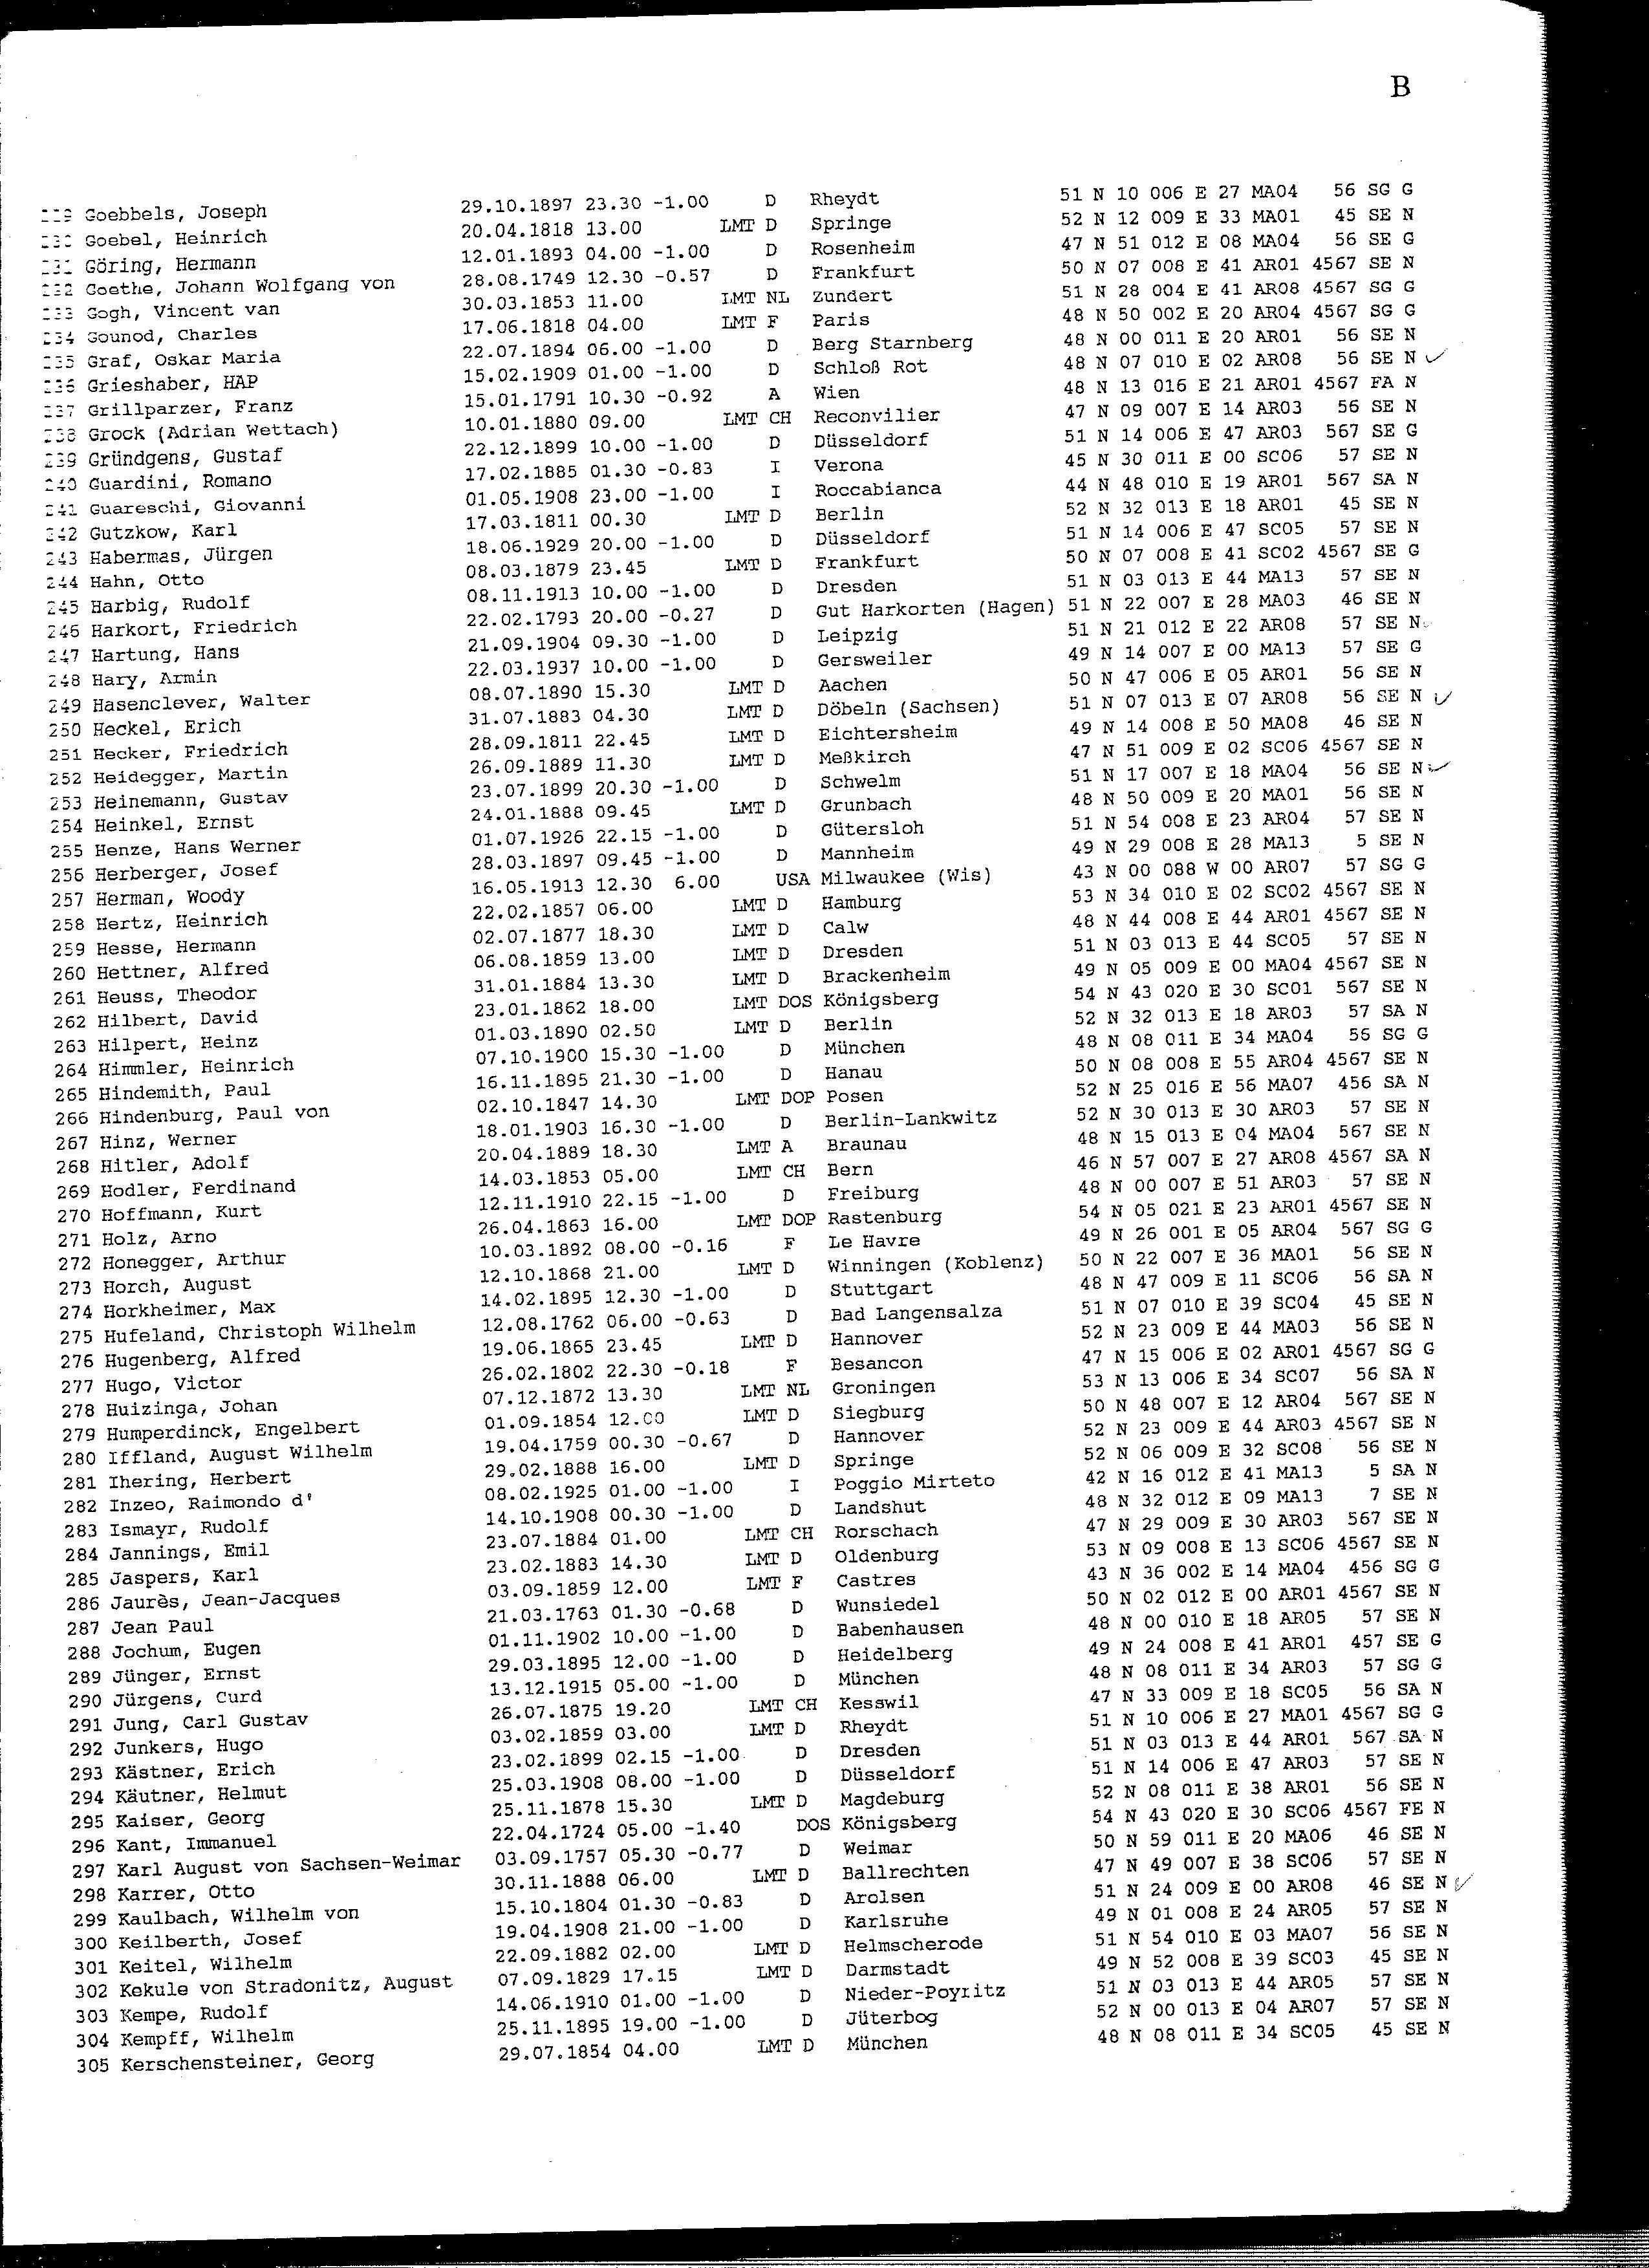 B
229 Goebbels, Joseph 29.10.1897 23.30 -1.00 D Rheydt 51 N 10 006 E 27 MA04 56 SG G
230 Goebel, Heinrich 20.04.1818 13.00 LMT D Springe 52 N 12 009 E 33 MA01 45 SE N
231 Göring, Hermann 12.01.1893 04.00 -1.00 D Rosenheim 47 N 51 012 E 08 MA04 56 SE G
232 Goethe, Johann Wolfgang von 28.08.1749 12.30 -0.57 D Frankfurt 50 N 07 008 E 41 AR01 4567 SE N
233 Gogh, Vincent van 30.03.1853 11.00 LMT NL Zundert 51 N 28 004 E 41 AR08 4567 SG G
234 Gounod, Charles 17.06.1818 04.00 LMT F Paris 48 N 50 002 E 20 AR04 4567 SG G
235 Graf, Oskar Maria 22.07.1894 06.00 -1.00 D Berg Starnberg 48 N 00 011 E 20 AR01 56 SE N
236 Grieshaber, HAP 15.02.1909 01.00 -1.00 D Schloß Rot 48 N 07 010 E 02 AR08 56 SE N ✓
237 Grillparzer, Franz 15.01.1791 10.30 -0.92 A Wien 48 N 13 016 E 21 AR01 4567 FA N
238 Grock (Adrian Wettach) 10.01.1880 09.00 LMT CH Reconvilier 47 N 09 007 E 14 AR03 56 SE N
239 Gründgens, Gustaf 22.12.1899 10.00 -1.00 D Düsseldorf 51 N 14 006 E 47 AR03 567 SE G
240 Guardini, Romano 17.02.1885 01.30 -0.83 I Verona 45 N 30 011 E 00 SC06 57 SE N
241 Guareschi, Giovanni 01.05.1908 23.00 -1.00 I Roccabianca 44 N 48 010 E 19 AR01 567 SA N
242 Gutzkow, Karl 17.03.1811 00.30 LMT D Berlin 52 N 32 013 E 18 AR01 45 SE N
243 Habermas, Jürgen 18.06.1929 20.00 -1.00 D Düsseldorf 51 N 14 006 E 47 SC05 57 SE N
244 Hahn, Otto 08.03.1879 23.45 LMT D Frankfurt 50 N 07 008 E 41 SC02 4567 SE G
245 Harbig, Rudolf 08.11.1913 10.00 -1.00 D Dresden 51 N 03 013 E 44 MA13 57 SE N
246 Harkort, Friedrich 22.02.1793 20.00 -0.27 D Gut Harkorten (Hagen) 51 N 22 007 E 28 MA03 46 SE N
247 Hartung, Hans 21.09.1904 09.30 -1.00 D Leipzig 51 N 21 012 E 22 AR08 57 SE N
248 Hary, Armin 22.03.1937 10.00 -1.00 D Gersweiler 49 N 14 007 E 00 MA13 57 SE G
249 Hasenclever, Walter 08.07.1890 15.30 LMT D Aachen 50 N 47 006 E 05 AR01 56 SE N
250 Heckel, Erich 31.07.1883 04.30 LMT D Döbeln (Sachsen) 51 N 07 013 E 07 AR08 56 SE N ✓
251 Hecker, Friedrich 28.09.1811 22.45 LMT D Eichtersheim 49 N 14 008 E 50 MA08 46 SE N
252 Heidegger, Martin 26.09.1889 11.30 LMT D Meßkirch 47 N 51 009 E 02 SC06 4567 SE N
253 Heinemann, Gustav 23.07.1899 20.30 -1.00 D Schwelm 51 N 17 007 E 18 MA04 56 SE N ✓
254 Heinkel, Ernst 24.01.1888 09.45 LMT D Grunbach 48 N 50 009 E 20 MA01 56 SE N
255 Henze, Hans Werner 01.07.1926 22.15 -1.00 D Gütersloh 51 N 54 008 E 23 AR04 57 SE N
256 Herberger, Josef 28.03.1897 09.45 -1.00 D Mannheim 49 N 29 008 E 28 MA13 5 SE N
257 Herman, Woody 16.05.1913 12.30 6.00 USA Milwaukee (Wis) 43 N 00 088 W 00 AR07 57 SG G
258 Hertz, Heinrich 22.02.1857 06.00 LMT D Hamburg 53 N 34 010 E 02 SC02 4567 SE N
259 Hesse, Hermann 02.07.1877 18.30 LMT D Calw 48 N 44 008 E 44 AR01 4567 SE N
260 Hettner, Alfred 06.08.1859 13.00 LMT D Dresden 51 N 03 013 E 44 SC05 57 SE N
261 Heuss, Theodor 31.01.1884 13.30 LMT D Brackenheim 49 N 05 009 E 00 MA04 4567 SE N
262 Hilbert, David 23.01.1862 18.00 LMT DOS Königsberg 54 N 43 020 E 30 SC01 567 SE N
263 Hilpert, Heinz 01.03.1890 02.50 LMT D Berlin 52 N 32 013 E 18 AR03 57 SA N
264 Himmler, Heinrich 07.10.1900 15.30 -1.00 D München 48 N 08 011 E 34 MA04 56 SG G
265 Hindemith, Paul 16.11.1895 21.30 -1.00 D Hanau 50 N 08 008 E 55 AR04 4567 SE N
266 Hindenburg, Paul von 02.10.1847 14.30 LMT DOP Posen 52 N 25 016 E 56 MA07 456 SA N
267 Hinz, Werner 18.01.1903 16.30 -1.00 D Berlin-Lankwitz 52 N 30 013 E 30 AR03 57 SE N
268 Hitler, Adolf 20.04.1889 18.30 LMT A Braunau 48 N 15 013 E 04 MA04 567 SE N
269 Hodler, Ferdinand 14.03.1853 05.00 LMT CH Bern 46 N 57 007 E 27 AR08 4567 SA N
270 Hoffmann, Kurt 12.11.1910 22.15 -1.00 D Freiburg 48 N 00 007 E 51 AR03 57 SE N
271 Holz, Arno 26.04.1863 16.00 LMT DOP Rastenburg 54 N 05 021 E 23 AR01 4567 SE N
272 Honegger, Arthur 10.03.1892 08.00 -0.16 F Le Havre 49 N 26 001 E 05 AR04 567 SG G
273 Horch, August 12.10.1868 21.00 LMT D Winningen (Koblenz) 50 N 22 007 E 36 MA01 56 SE N
274 Horkheimer, Max 14.02.1895 12.30 -1.00 D Stuttgart 48 N 47 009 E 11 SC06 56 SA N
275 Hufeland, Christoph Wilhelm 12.08.1762 06.00 -0.63 D Bad Langensalza 51 N 07 010 E 39 SC04 45 SE N
276 Hugenberg, Alfred 19.06.1865 23.45 LMT D Hannover 52 N 23 009 E 44 MA03 56 SE N
277 Hugo, Victor 26.02.1802 22.30 -0.18 F Besancon 47 N 15 006 E 02 AR01 4567 SG G
278 Huizinga, Johan 07.12.1872 13.30 LMT NL Groningen 53 N 13 006 E 34 SC07 56 SA N
279 Humperdinck, Engelbert 01.09.1854 12.00 LMT D Siegburg 50 N 48 007 E 12 AR04 567 SE N
280 Iffland, August Wilhelm 19.04.1759 00.30 -0.67 D Hannover 52 N 23 009 E 44 AR03 4567 SE N
281 Ihering, Herbert 29.02.1888 16.00 LMT D Springe 52 N 06 009 E 32 SC08 56 SE N
282 Inzeo, Raimondo d' 08.02.1925 01.00 -1.00 I Poggio Mirteto 42 N 16 012 E 41 MA13 5 SA N
283 Ismayr, Rudolf 14.10.1908 00.30 -1.00 D Landshut 48 N 32 012 E 09 MA13 7 SE N
284 Jannings, Emil 23.07.1884 01.00 LMT CH Rorschach 47 N 29 009 E 30 AR03 567 SE N
285 Jaspers, Karl 23.02.1883 14.30 LMT D Oldenburg 53 N 09 008 E 13 SC06 4567 SE N
286 Jaurès, Jean-Jacques 03.09.1859 12.00 LMT F Castres 43 N 36 002 E 14 MA04 456 SG G
287 Jean Paul 21.03.1763 01.30 -0.68 D Wunsiedel 50 N 02 012 E 00 AR01 4567 SE N
288 Jochum, Eugen 01.11.1902 10.00 -1.00 D Babenhausen 48 N 00 010 E 18 AR05 57 SE N
289 Jünger, Ernst 29.03.1895 12.00 -1.00 D Heidelberg 49 N 24 008 E 41 AR01 457 SE G
290 Jürgens, Curd 13.12.1915 05.00 -1.00 D München 48 N 08 011 E 34 AR03 57 SG G
291 Jung, Carl Gustav 26.07.1875 19.20 LMT CH Kesswil 47 N 33 009 E 18 SC05 56 SA N
292 Junkers, Hugo 03.02.1859 03.00 LMT D Rheydt 51 N 10 006 E 27 MA01 4567 SG G
293 Kästner, Erich 23.02.1899 02.15 -1.00 D Dresden 51 N 03 013 E 44 AR01 567 SA N
294 Käutner, Helmut 25.03.1908 08.00 -1.00 D Düsseldorf 51 N 14 006 E 47 AR03 57 SE N
295 Kaiser, Georg 25.11.1878 15.30 LMT D Magdeburg 52 N 08 011 E 38 AR01 56 SE N
296 Kant, Immanuel 22.04.1724 05.00 -1.40 DOS Königsberg 54 N 43 020 E 30 SC06 4567 FE N
297 Karl August von Sachsen-Weimar 03.09.1757 05.30 -0.77 D Weimar 50 N 59 011 E 20 MA06 46 SE N
298 Karrer, Otto 30.11.1888 06.00 LMT D Ballrechten 47 N 49 007 E 38 SC06 57 SE N
299 Kaulbach, Wilhelm von 15.10.1804 01.30 -0.83 D Arolsen 51 N 24 009 E 00 AR08 46 SE N ✓
300 Keilberth, Josef 19.04.1908 21.00 -1.00 D Karlsruhe 49 N 01 008 E 24 AR05 57 SE N
301 Keitel, Wilhelm 22.09.1882 02.00 LMT D Helmscherode 51 N 54 010 E 03 MA07 56 SE N
302 Kekule von Stradonitz, August 07.09.1829 17.15 LMT D Darmstadt 49 N 52 008 E 39 SC03 45 SE N
303 Kempe, Rudolf 14.06.1910 01.00 -1.00 D Nieder-Poyritz 51 N 03 013 E 44 AR05 57 SE N
304 Kempff, Wilhelm 25.11.1895 19.00 -1.00 D Jüterbog 52 N 00 013 E 04 AR07 57 SE N
305 Kerschensteiner, Georg 29.07.1854 04.00 LMT D München 48 N 08 011 E 34 SC05 45 SE N